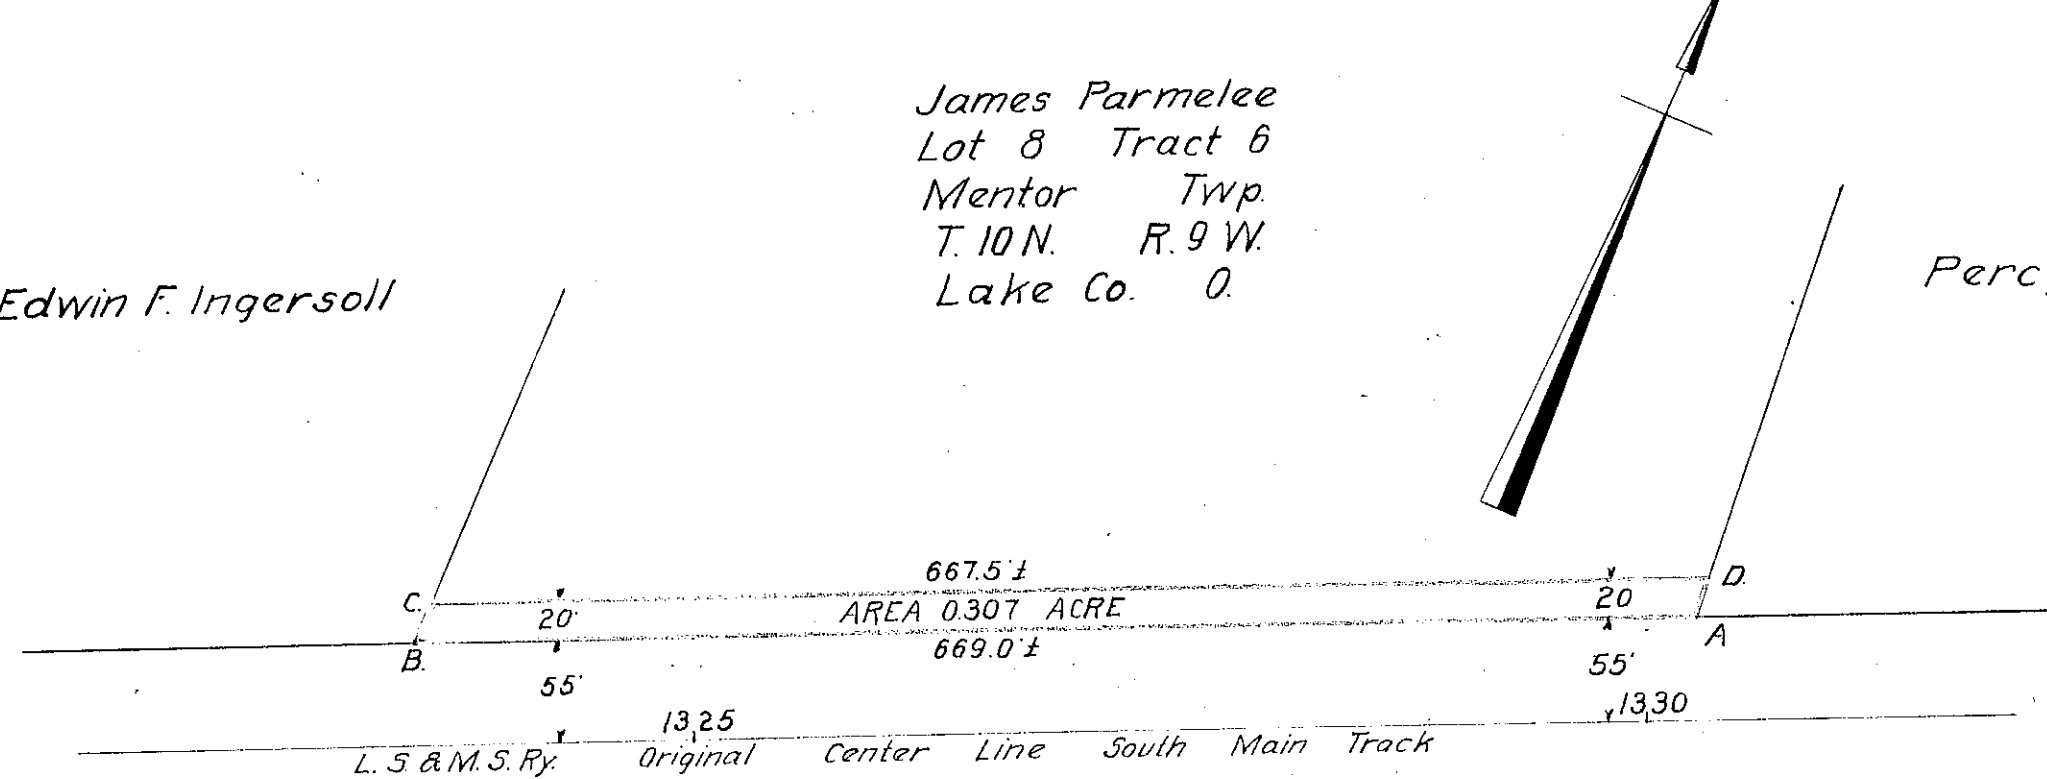 James Parmelee
Lot 8 Tract 6
Mentor Twp.
T. 10 N. R. 9 W.
Lake Co. O.
Edwin F. Ingersoll
Perc
667.5'±
C. D.
20' AREA 0.307 ACRE 20
669.0'±
B. A
55' 55'
13,25 13,30
L. S. & M. S. Ry. Original Center Line South Main Track